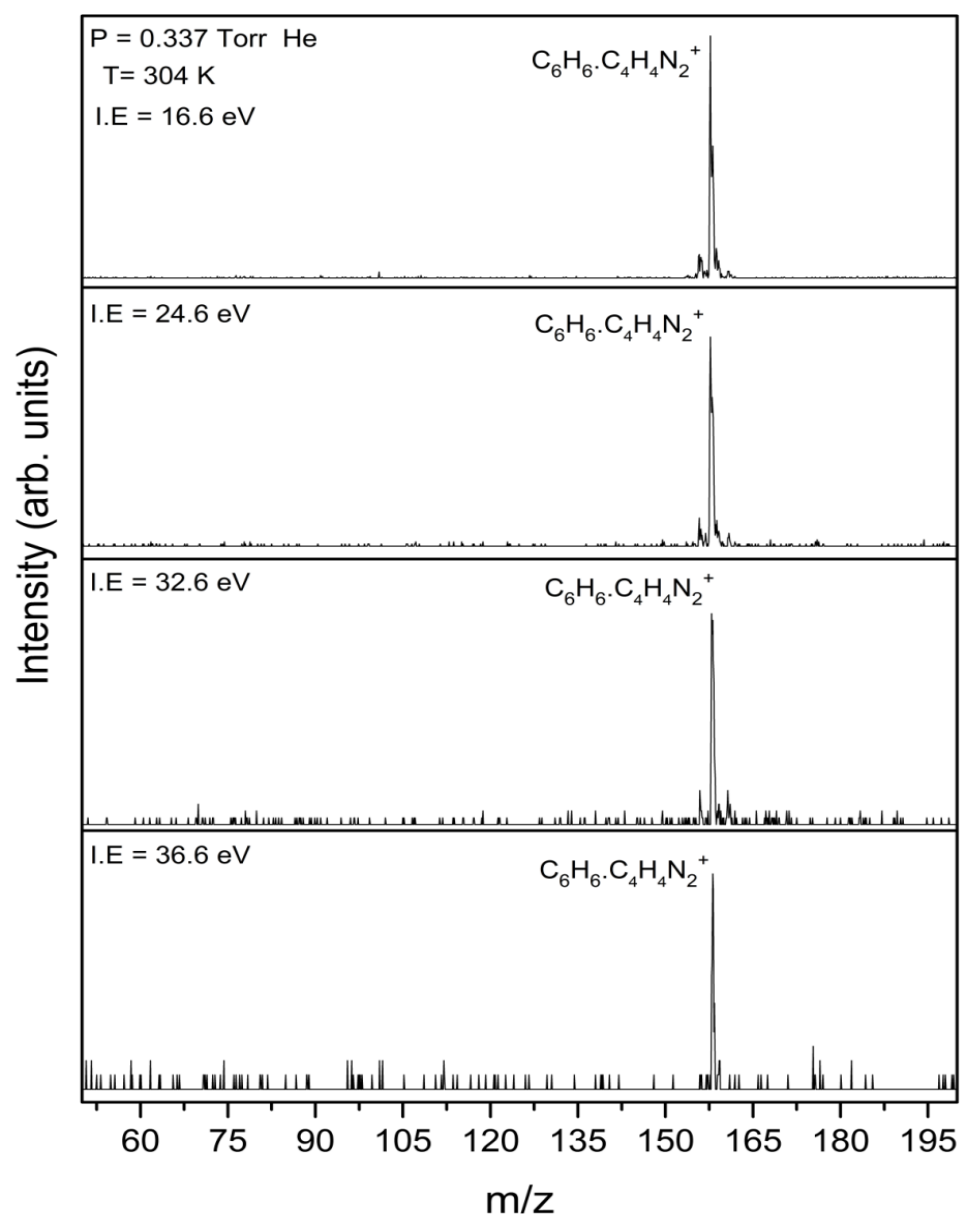 P = 0.337 Torr He
T= 304 K
I.E = 16.6 eV
C₆H₆.C₄H₄N₂⁺
I.E = 24.6 eV
C₆H₆.C₄H₄N₂⁺
I.E = 32.6 eV
C₆H₆.C₄H₄N₂⁺
I.E = 36.6 eV
C₆H₆.C₄H₄N₂⁺
Intensity (arb. units)
60 75 90 105 120 135 150 165 180 195
m/z